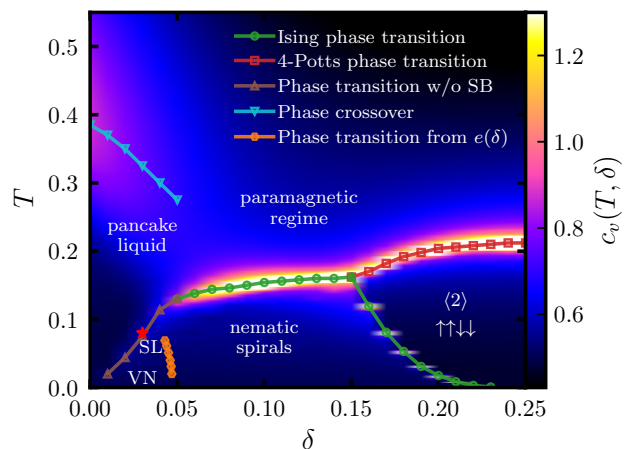 Ising phase transition
4-Potts phase transition
Phase transition w/o SB
Phase crossover
Phase transition from e(δ)
pancake
liquid
paramagnetic
regime
nematic
spirals
⟨2⟩
↑↑↓↓
SL
VN
T
0.5
0.4
0.3
0.2
0.1
0.0
0.00
0.05
0.10
0.15
0.20
0.25
δ
1.2
1.0
0.8
0.6
c_v(T, δ)